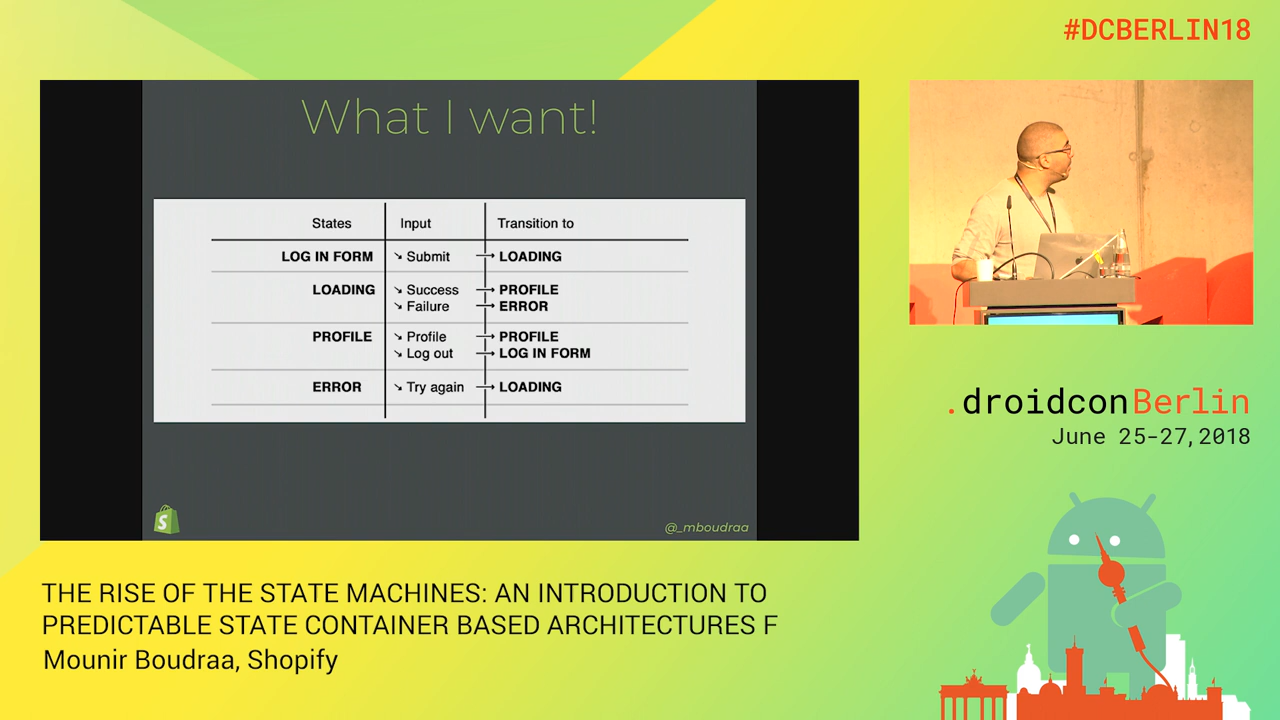 #DCBERLIN18
What I want!
States Input Transition to
LOG IN FORM ↘ Submit → LOADING
LOADING ↘ Success → PROFILE
↘ Failure → ERROR
PROFILE ↘ Profile → PROFILE
↘ Log out → LOG IN FORM
ERROR ↘ Try again → LOADING
S
@_mboudraa
.droidconBerlin
June 25-27, 2018
THE RISE OF THE STATE MACHINES: AN INTRODUCTION TO
PREDICTABLE STATE CONTAINER BASED ARCHITECTURES F
Mounir Boudraa, Shopify